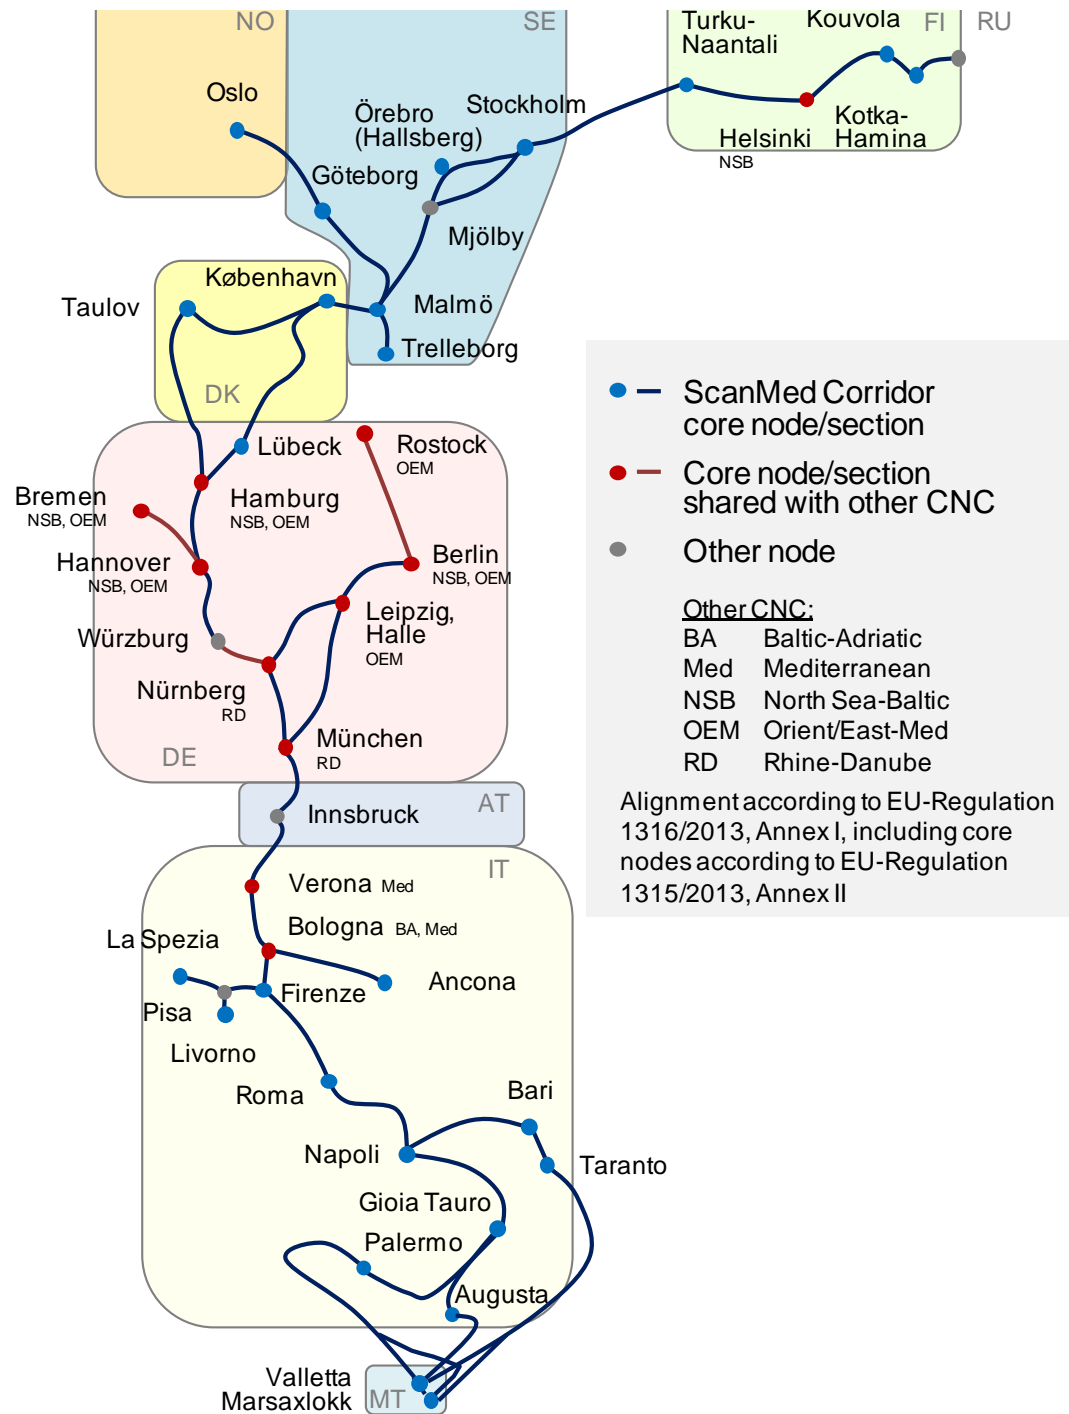 NO
SE
Turku-
Naantali
Kouvola
FI
RU
Oslo
Örebro
(Hallsberg)
Stockholm
Helsinki
NSB
Kotka-
Hamina
Göteborg
Mjölby
København
Taulov
Malmö
Trelleborg
DK
Lübeck
Rostock
OEM
Bremen
NSB, OEM
Hamburg
NSB, OEM
Hannover
NSB, OEM
Berlin
NSB, OEM
Leipzig,
Halle
OEM
Würzburg
Nürnberg
RD
München
RD
DE
Innsbruck
AT
IT
Verona Med
Bologna BA, Med
La Spezia
Ancona
Firenze
Pisa
Livorno
Roma
Bari
Napoli
Taranto
Gioia Tauro
Palermo
Augusta
Valletta
Marsaxlokk
MT
ScanMed Corridor
core node/section
Core node/section
shared with other CNC
Other node
Other CNC:
BA Baltic-Adriatic
Med Mediterranean
NSB North Sea-Baltic
OEM Orient/East-Med
RD Rhine-Danube
Alignment according to EU-Regulation
1316/2013, Annex I, including core
nodes according to EU-Regulation
1315/2013, Annex II